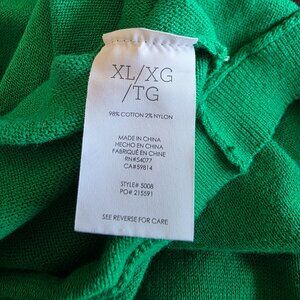 XL/XG
/TG
98% COTTON 2% NYLON
MADE IN CHINA
HECHO EN CHINA
FABRIQUÉ EN CHINE
RN#54077
CA#59814
STYLE# 5008
PO# 215591
SEE REVERSE FOR CARE